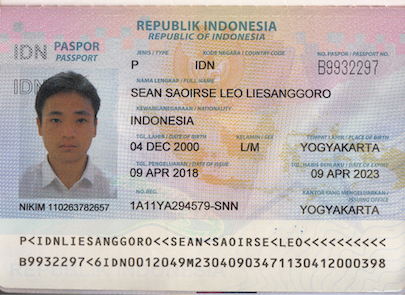 REPUBLIK INDONESIA
REPUBLIC OF INDONESIA
IDN PASPOR
PASSPORT
JENIS / TYPE KODE NEGARA / COUNTRY CODE NO. PASPOR / PASSPORT NO.
P IDN B9932297
IDN
NAMA LENGKAP / FULL NAME
SEAN SAOIRSE LEO LIESANGGORO
KEWARGANEGARAAN / NATIONALITY
INDONESIA
TGL. LAHIR / DATE OF BIRTH KELAMIN / SEX TEMPAT LAHIR / PLACE OF BIRTH
04 DEC 2000 L/M YOGYAKARTA
TGL. PENGELUARAN / DATE OF ISSUE TGL. HABIS BERLAKU / DATE OF EXPIRY
09 APR 2018 09 APR 2023
NO. REG. KANTOR YANG MENGELUARKAN /
ISSUING OFFICE
NIKIM 110263782657 1A11YA294579-SNN YOGYAKARTA
P<IDNLIESANGGORO<<SEAN<SAOIRSE<LEO<<<<<<<<<<
B9932297<6IDN0012049M23040903471130412000398